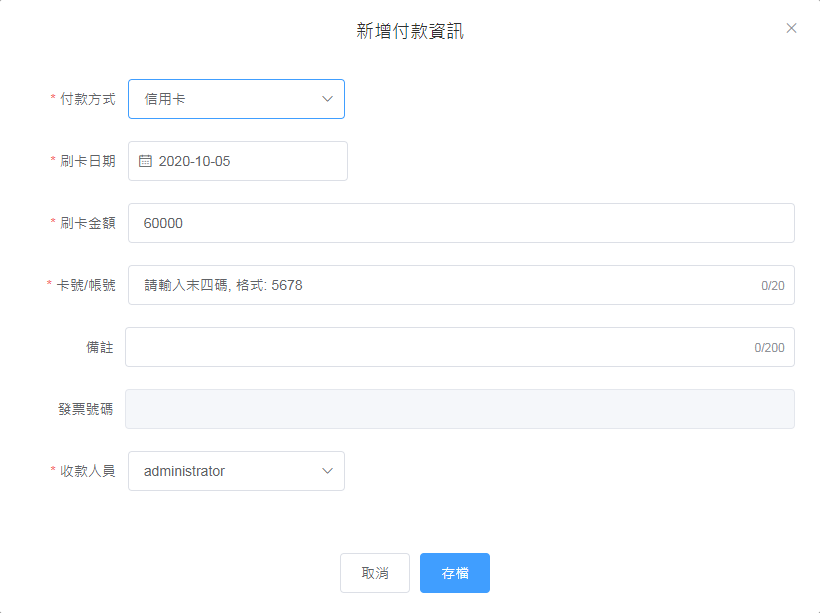 新增付款資訊
* 付款方式 信用卡
* 刷卡日期 2020-10-05
* 刷卡金額 60000
* 卡號/帳號 請輸入末四碼, 格式: 5678 0/20
備註 0/200
發票號碼
* 收款人員 administrator
取消 存檔